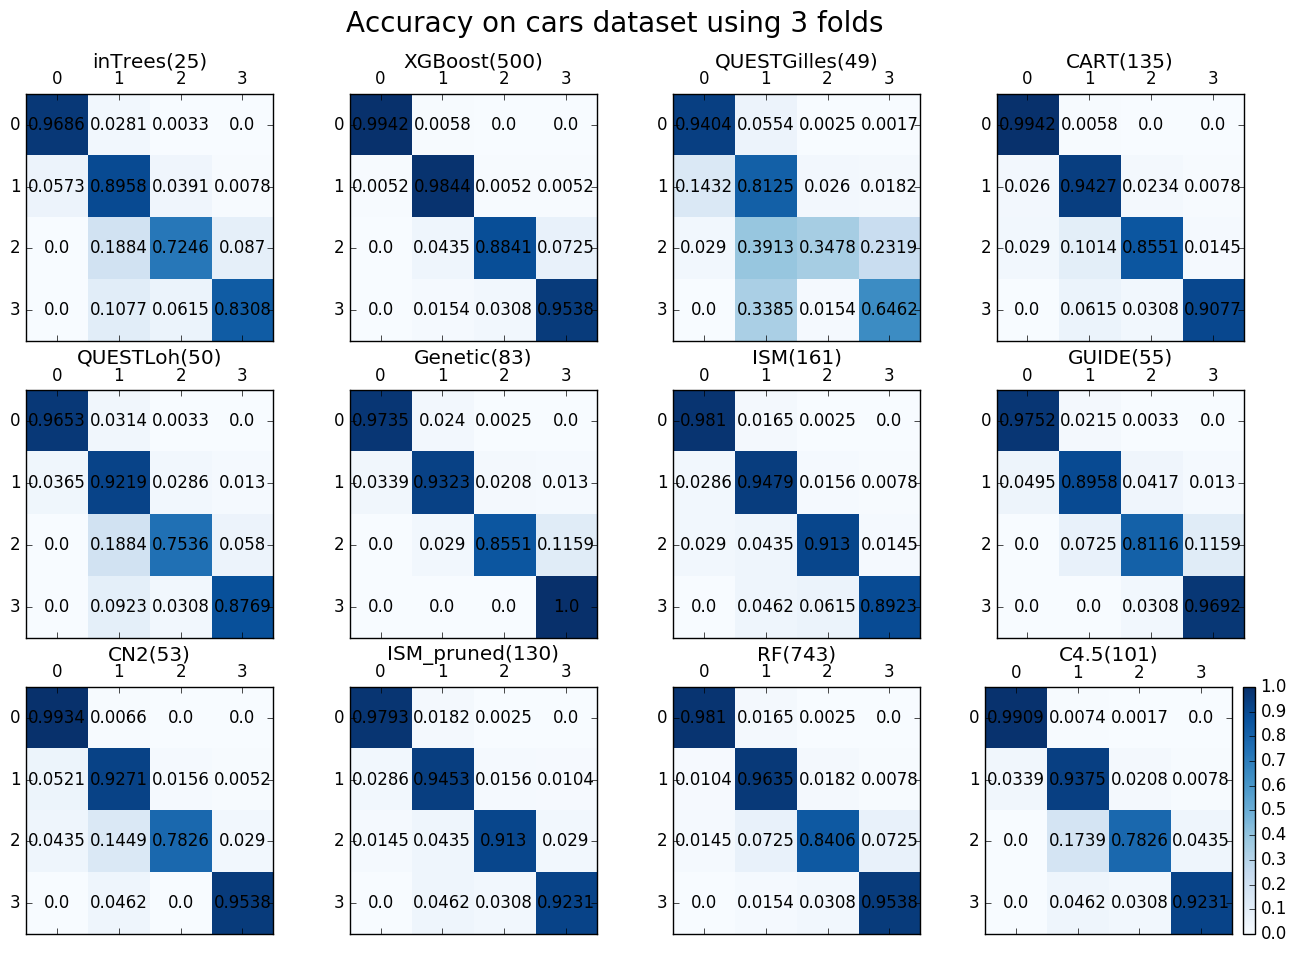 Accuracy on cars dataset using 3 folds
inTrees(25) XGBoost(500) QUESTGilles(49) CART(135)
0 1 2 3 0 1 2 3 0 1 2 3 0 1 2 3
0 0.9686 0.0281 0.0033 0.0 0 0.9942 0.0058 0.0 0.0 0 0.9404 0.0554 0.0025 0.0017 0 0.9942 0.0058 0.0 0.0
1 0.0573 0.8958 0.0391 0.0078 1 0.0052 0.9844 0.0052 0.0052 1 0.1432 0.8125 0.026 0.0182 1 0.026 0.9427 0.0234 0.0078
2 0.0 0.1884 0.7246 0.087 2 0.0 0.0435 0.8841 0.0725 2 0.029 0.3913 0.3478 0.2319 2 0.029 0.1014 0.8551 0.0145
3 0.0 0.1077 0.0615 0.8308 3 0.0 0.0154 0.0308 0.9538 3 0.0 0.3385 0.0154 0.6462 3 0.0 0.0615 0.0308 0.9077
QUESTLoh(50) Genetic(83) ISM(161) GUIDE(55)
0 1 2 3 0 1 2 3 0 1 2 3 0 1 2 3
0 0.9653 0.0314 0.0033 0.0 0 0.9735 0.024 0.0025 0.0 0 0.981 0.0165 0.0025 0.0 0 0.9752 0.0215 0.0033 0.0
1 0.0365 0.9219 0.0286 0.013 1 0.0339 0.9323 0.0208 0.013 1 0.0286 0.9479 0.0156 0.0078 1 0.0495 0.8958 0.0417 0.013
2 0.0 0.1884 0.7536 0.058 2 0.0 0.029 0.8551 0.1159 2 0.029 0.0435 0.913 0.0145 2 0.0 0.0725 0.8116 0.1159
3 0.0 0.0923 0.0308 0.8769 3 0.0 0.0 0.0 1.0 3 0.0 0.0462 0.0615 0.8923 3 0.0 0.0 0.0308 0.9692
CN2(53) ISM_pruned(130) RF(743) C4.5(101)
0 1 2 3 0 1 2 3 0 1 2 3 0 1 2 3
0 0.9934 0.0066 0.0 0.0 0 0.9793 0.0182 0.0025 0.0 0 0.981 0.0165 0.0025 0.0 0 0.9909 0.0074 0.0017 0.0
1 0.0521 0.9271 0.0156 0.0052 1 0.0286 0.9453 0.0156 0.0104 1 0.0104 0.9635 0.0182 0.0078 1 0.0339 0.9375 0.0208 0.0078
2 0.0435 0.1449 0.7826 0.029 2 0.0145 0.0435 0.913 0.029 2 0.0145 0.0725 0.8406 0.0725 2 0.0 0.1739 0.7826 0.0435
3 0.0 0.0462 0.0 0.9538 3 0.0 0.0462 0.0308 0.9231 3 0.0 0.0154 0.0308 0.9538 3 0.0 0.0462 0.0308 0.9231
1.0
0.9
0.8
0.7
0.6
0.5
0.4
0.3
0.2
0.1
0.0